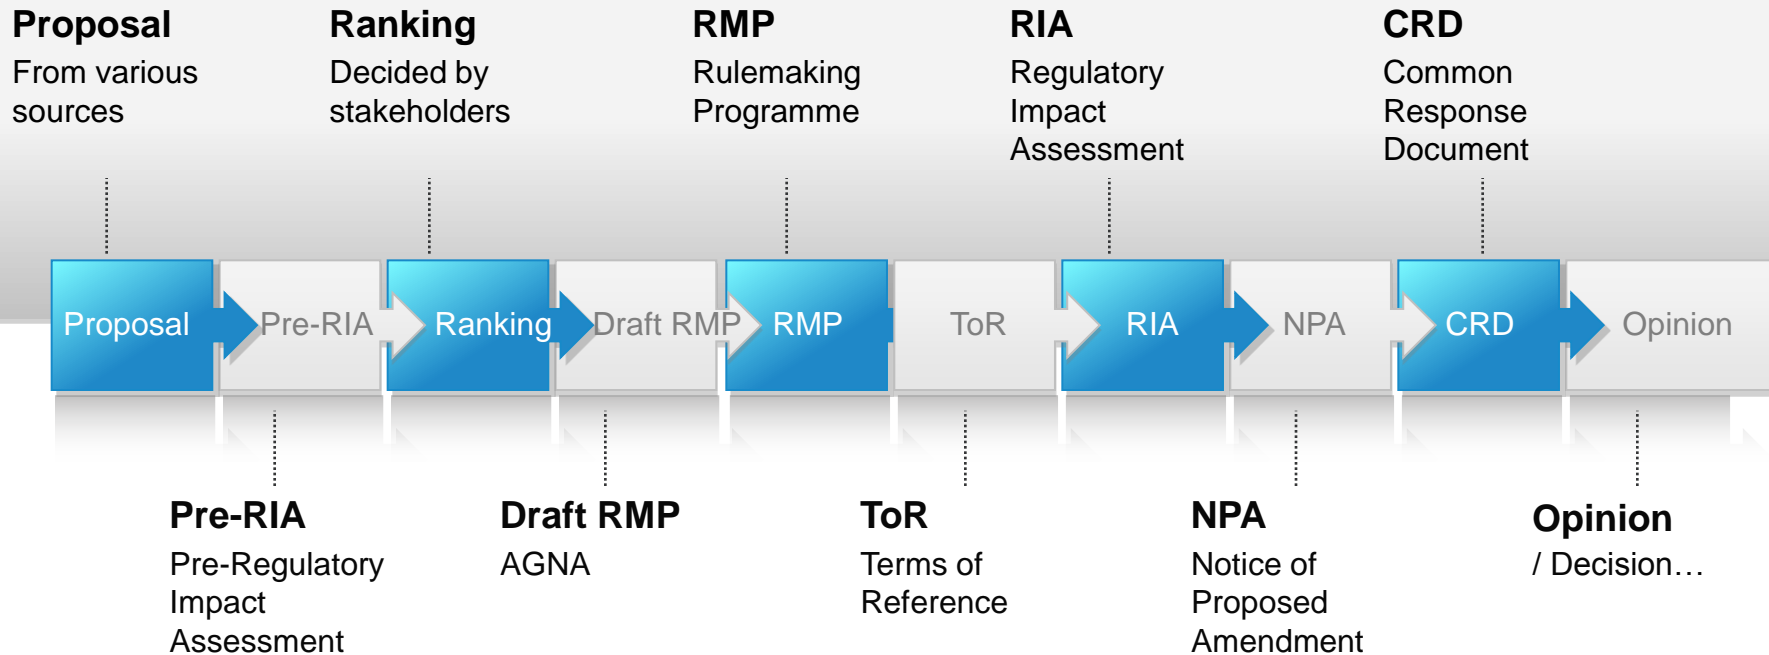 Proposal
From various
sources
Ranking
Decided by
stakeholders
RMP
Rulemaking
Programme
RIA
Regulatory
Impact
Assessment
CRD
Common
Response
Document
Proposal
Pre-RIA
Ranking
Draft RMP
RMP
ToR
RIA
NPA
CRD
Opinion
Pre-RIA
Pre-Regulatory
Impact
Assessment
Draft RMP
AGNA
ToR
Terms of
Reference
NPA
Notice of
Proposed
Amendment
Opinion
/ Decision…